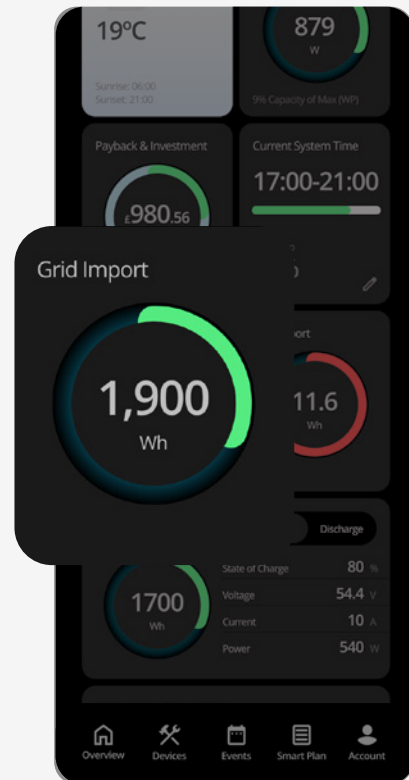 19°C
Sunrise: 06:00
Sunset: 21:00
879
W
9% Capacity of Max (WP)
Payback & Investment
£980.56
Current System Time
17:00-21:00
Grid Import
1,900
Wh
ort
11.6
Wh
Discharge
1700
Wh
State of Charge 80 %
Voltage 54.4 V
Current 10 A
Power 540 W
Overview
Devices
Events
Smart Plan
Account